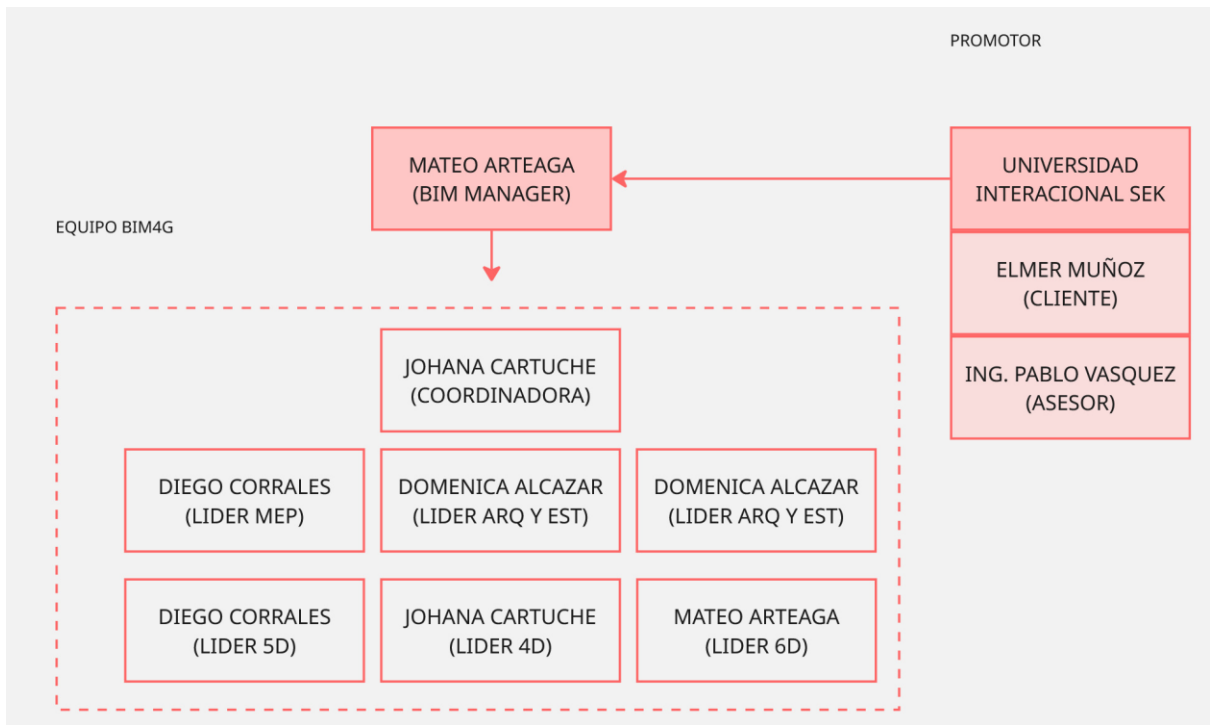 PROMOTOR
MATEO ARTEAGA
(BIM MANAGER)
UNIVERSIDAD
INTERACIONAL SEK
EQUIPO BIM4G
ELMER MUÑOZ
(CLIENTE)
ING. PABLO VASQUEZ
(ASESOR)
JOHANA CARTUCHE
(COORDINADORA)
DIEGO CORRALES
(LIDER MEP)
DOMENICA ALCAZAR
(LIDER ARQ Y EST)
DOMENICA ALCAZAR
(LIDER ARQ Y EST)
DIEGO CORRALES
(LIDER 5D)
JOHANA CARTUCHE
(LIDER 4D)
MATEO ARTEAGA
(LIDER 6D)